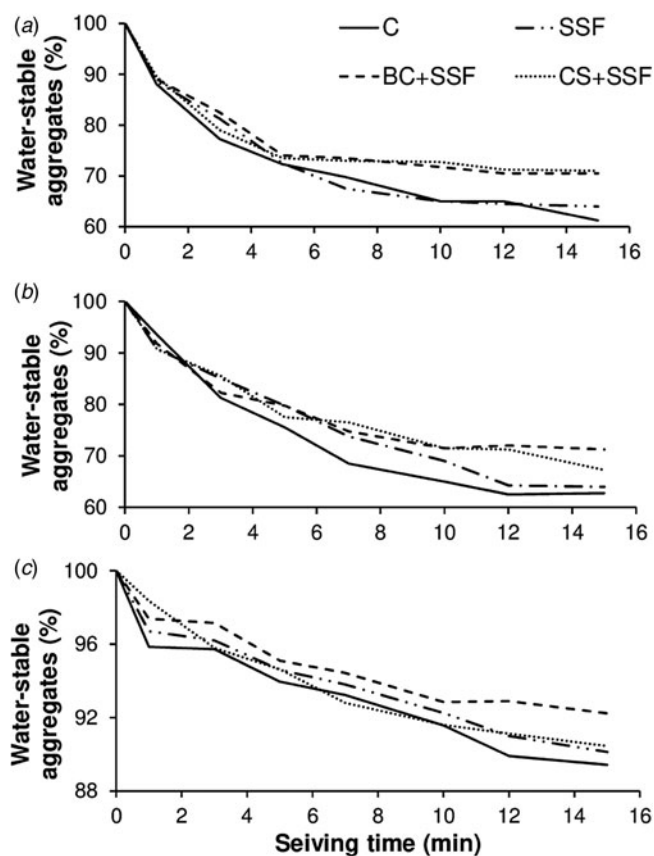 (a)
100
90
80
70
60
Water-stable
aggregates (%)
C
SSF
BC+SSF
CS+SSF
0 2 4 6 8 10 12 14 16
(b)
100
90
80
70
60
Water-stable
aggregates (%)
0 2 4 6 8 10 12 14 16
(c)
100
96
92
88
Water-stable
aggregates (%)
0 2 4 6 8 10 12 14 16
Seiving time (min)